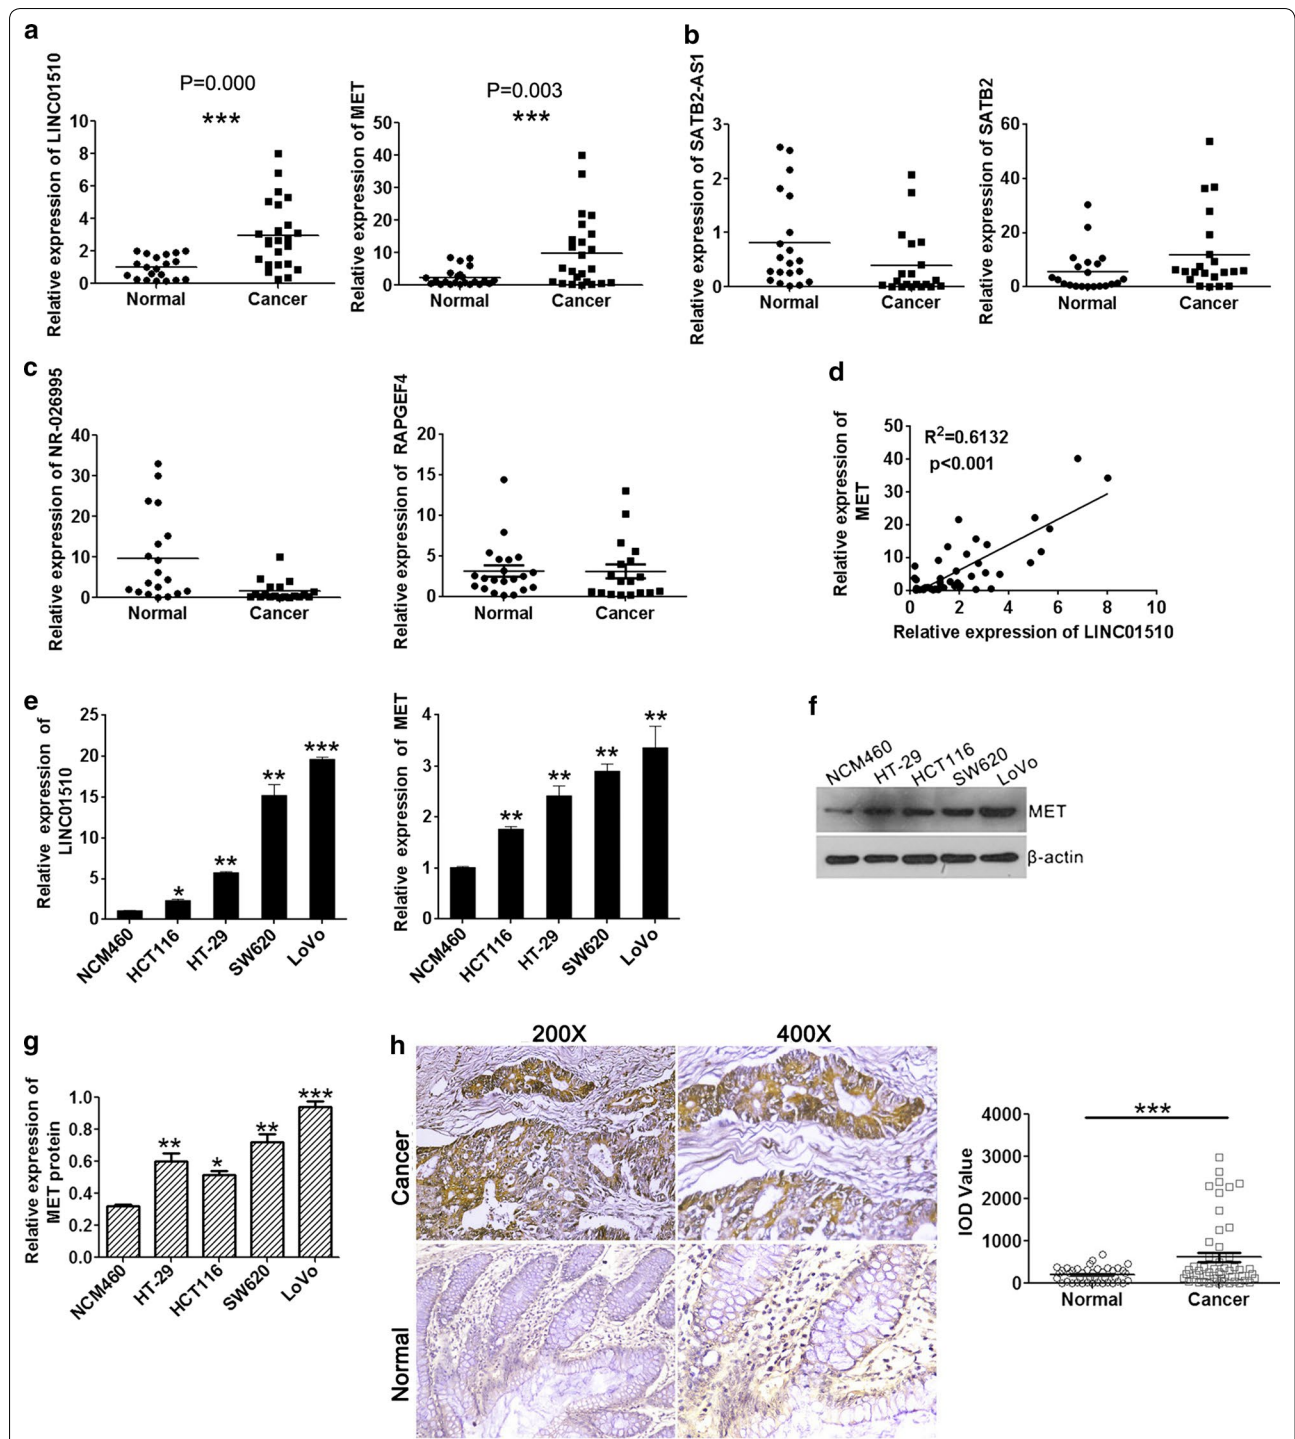 a
Relative expression of LINC01510
P=0.000
***
10
8
6
4
2
0
Normal
Cancer
Relative expression of MET
P=0.003
***
50
40
30
20
10
0
Normal
Cancer
b
Relative expression of SATB2-AS1
3
2
1
0
Normal
Cancer
Relative expression of SATB2
60
40
20
0
Normal
Cancer
c
Relative expression of NR-026995
40
30
20
10
0
Normal
Cancer
Relative expression of RAPGEF4
20
15
10
5
0
Normal
Cancer
d
Relative expression of
MET
R²=0.6132
p<0.001
50
40
30
20
10
0
0
2
4
6
8
10
Relative expression of LINC01510
e
Relative expression of
LINC01510
25
20
15
10
5
0
*
**
**
***
NCM460
HCT116
HT-29
SW620
LoVo
Relative expression of MET
4
3
2
1
0
**
**
**
**
NCM460
HCT116
HT-29
SW620
LoVo
f
NCM460
HT-29
HCT116
SW620
LoVo
MET
β-actin
g
Relative expression of
MET protein
1.0
0.8
0.6
0.4
0.2
0.0
**
*
**
***
NCM460
HT-29
HCT116
SW620
LoVo
h
200X
400X
Cancer
Normal
IOD Value
4000
3000
2000
1000
0
***
Normal
Cancer